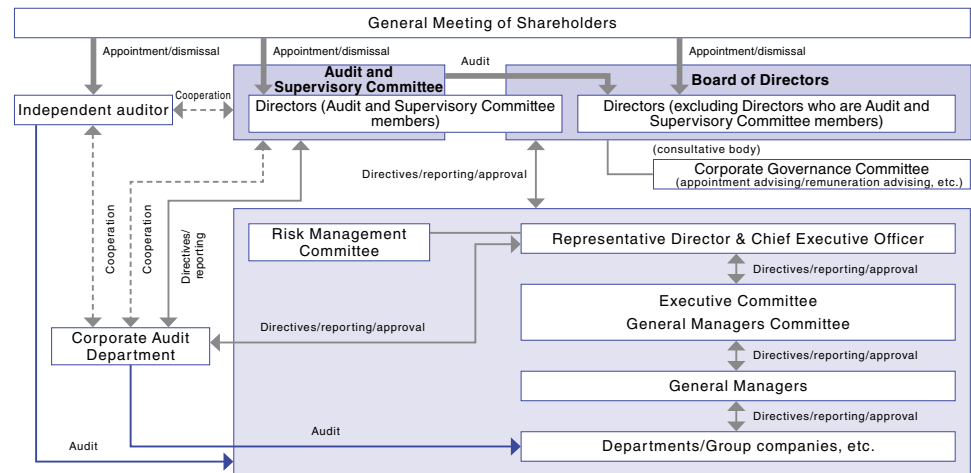 General Meeting of Shareholders
Appointment/dismissal
Appointment/dismissal
Appointment/dismissal
Audit
Audit and
Supervisory Committee
Board of Directors
Cooperation
Independent auditor
Directors (Audit and Supervisory Committee
members)
Directors (excluding Directors who are Audit and
Supervisory Committee members)
(consultative body)
Corporate Governance Committee
(appointment advising/remuneration advising, etc.)
Directives/reporting/approval
Cooperation
Cooperation
Directives/
reporting
Risk Management
Committee
Representative Director & Chief Executive Officer
Directives/reporting/approval
Executive Committee
General Managers Committee
Directives/reporting/approval
Corporate Audit
Department
Directives/reporting/approval
General Managers
Directives/reporting/approval
Audit
Audit
Departments/Group companies, etc.